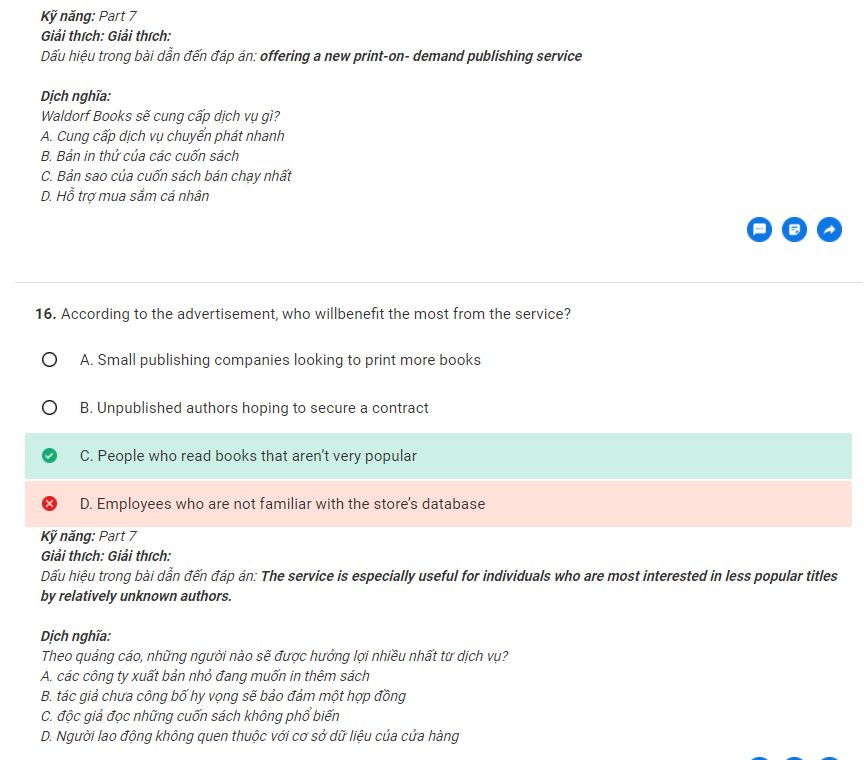 Kỹ năng: Part 7
Giải thích: Giải thích:
Dấu hiệu trong bài dẫn đến đáp án: offering a new print-on- demand publishing service
Dịch nghĩa:
Waldorf Books sẽ cung cấp dịch vụ gì?
A. Cung cấp dịch vụ chuyển phát nhanh
B. Bản in thử của các cuốn sách
C. Bản sao của cuốn sách bán chạy nhất
D. Hỗ trợ mua sắm cá nhân
16. According to the advertisement, who willbenefit the most from the service?
A. Small publishing companies looking to print more books
B. Unpublished authors hoping to secure a contract
C. People who read books that aren't very popular
D. Employees who are not familiar with the store's database
Kỹ năng: Part 7
Giải thích: Giải thích:
Dấu hiệu trong bài dẫn đến đáp án: The service is especially useful for individuals who are most interested in less popular titles
by relatively unknown authors.
Dịch nghĩa:
Theo quảng cáo, những người nào sẽ được hưởng lợi nhiều nhất từ dịch vụ?
A. các công ty xuất bản nhỏ đang muốn in thêm sách
B. tác giả chưa công bố hy vọng sẽ bảo đảm một hợp đồng
C. độc giả đọc những cuốn sách không phổ biến
D. Người lao động không quen thuộc với cơ sở dữ liệu của cửa hàng